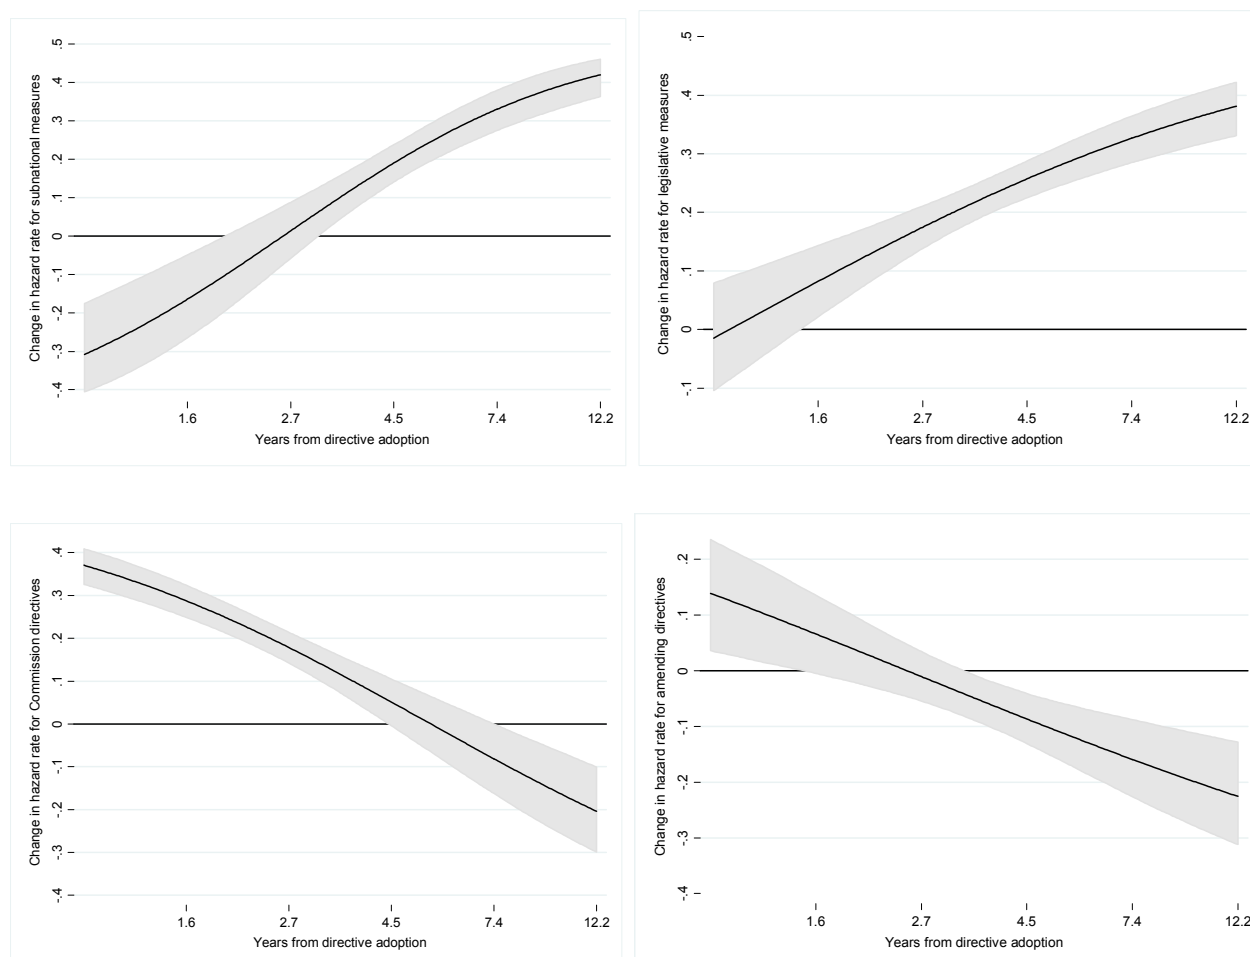 Change in hazard rate for subnational measures
.5
.4
.3
.2
.1
0
-.1
-.2
-.3
-.4
1.6 2.7 4.5 7.4 12.2
Years from directive adoption
Change in hazard rate for legislative measures
.5
.4
.3
.2
.1
0
-.1
1.6 2.7 4.5 7.4 12.2
Years from directive adoption
Change in hazard rate for Commission directives
.4
.3
.2
.1
0
-.1
-.2
-.3
-.4
1.6 2.7 4.5 7.4 12.2
Years from directive adoption
Change in hazard rate for amending directives
.2
.1
0
-.1
-.2
-.3
-.4
1.6 2.7 4.5 7.4 12.2
Years from directive adoption